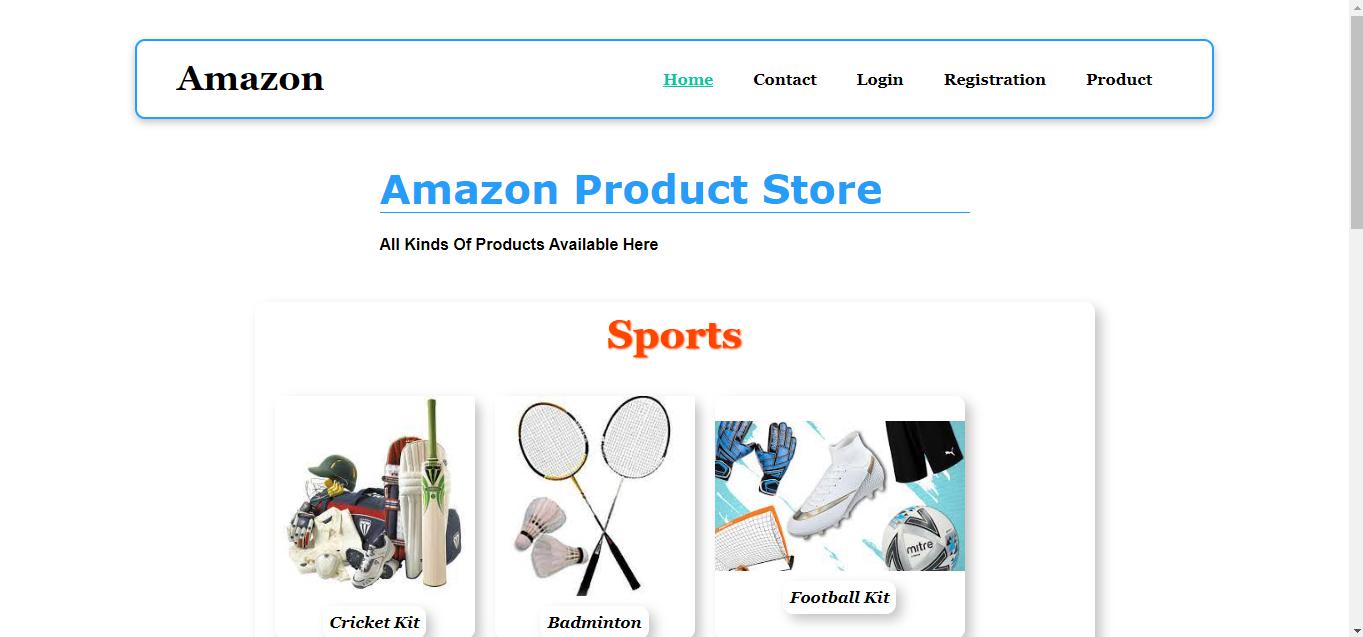 Amazon
Home Contact Login Registration Product
Amazon Product Store
All Kinds Of Products Available Here
Sports
mitre
Football Kit
Cricket Kit
Badminton